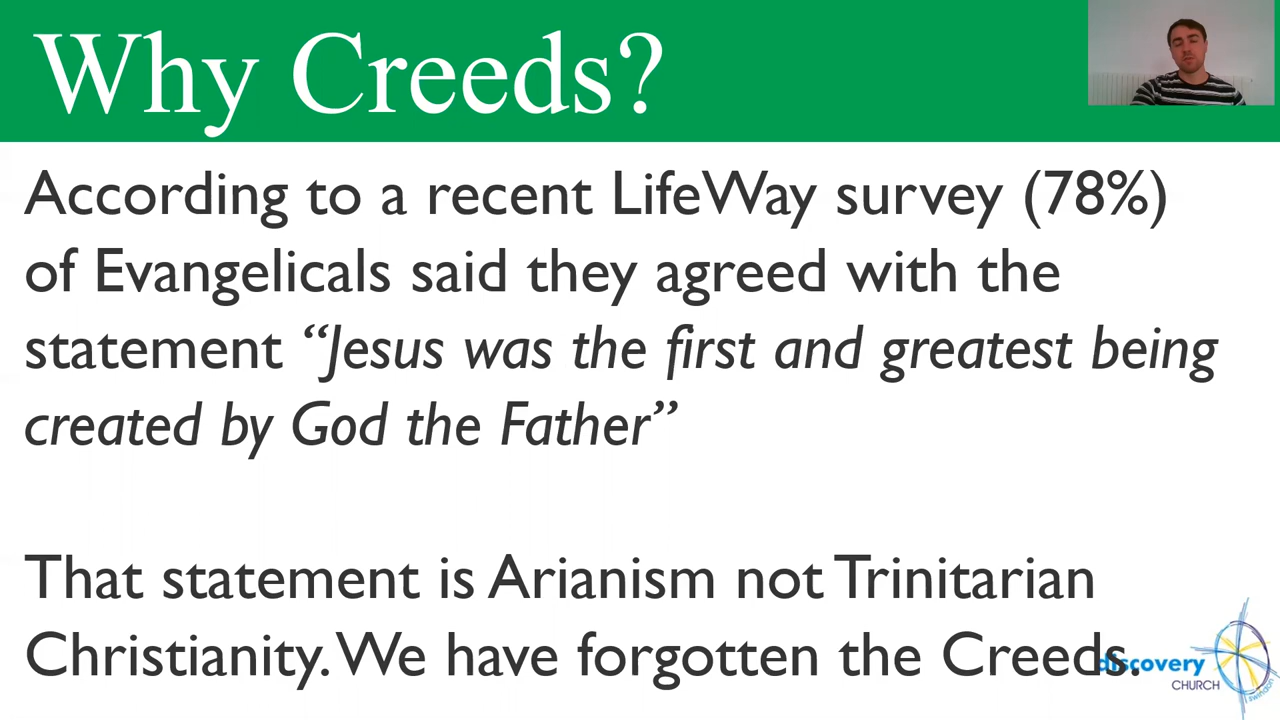 Why Creeds?
According to a recent LifeWay survey (78%)
of Evangelicals said they agreed with the
statement “Jesus was the first and greatest being
created by God the Father”
That statement is Arianism not Trinitarian
Christianity. We have forgotten the Creeds.
discovery
CHURCH
swindon